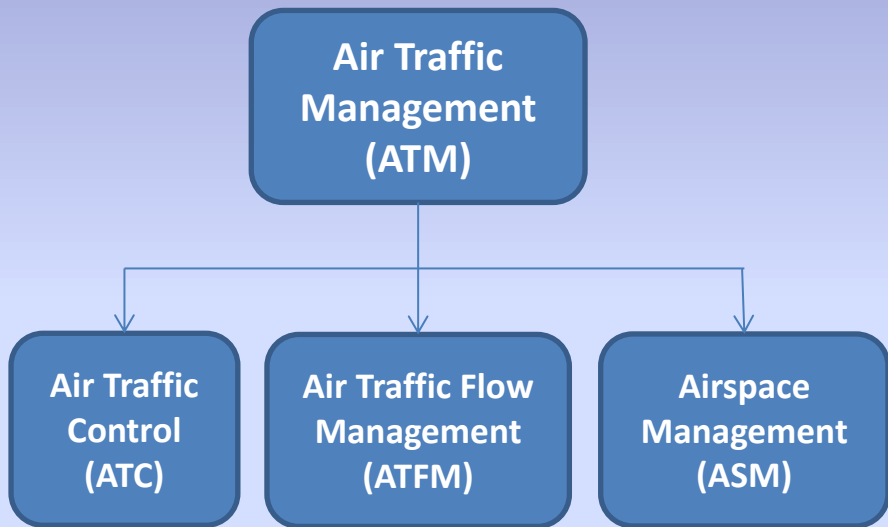 Air Traffic
Management
(ATM)
Air Traffic
Control
(ATC)
Air Traffic Flow
Management
(ATFM)
Airspace
Management
(ASM)